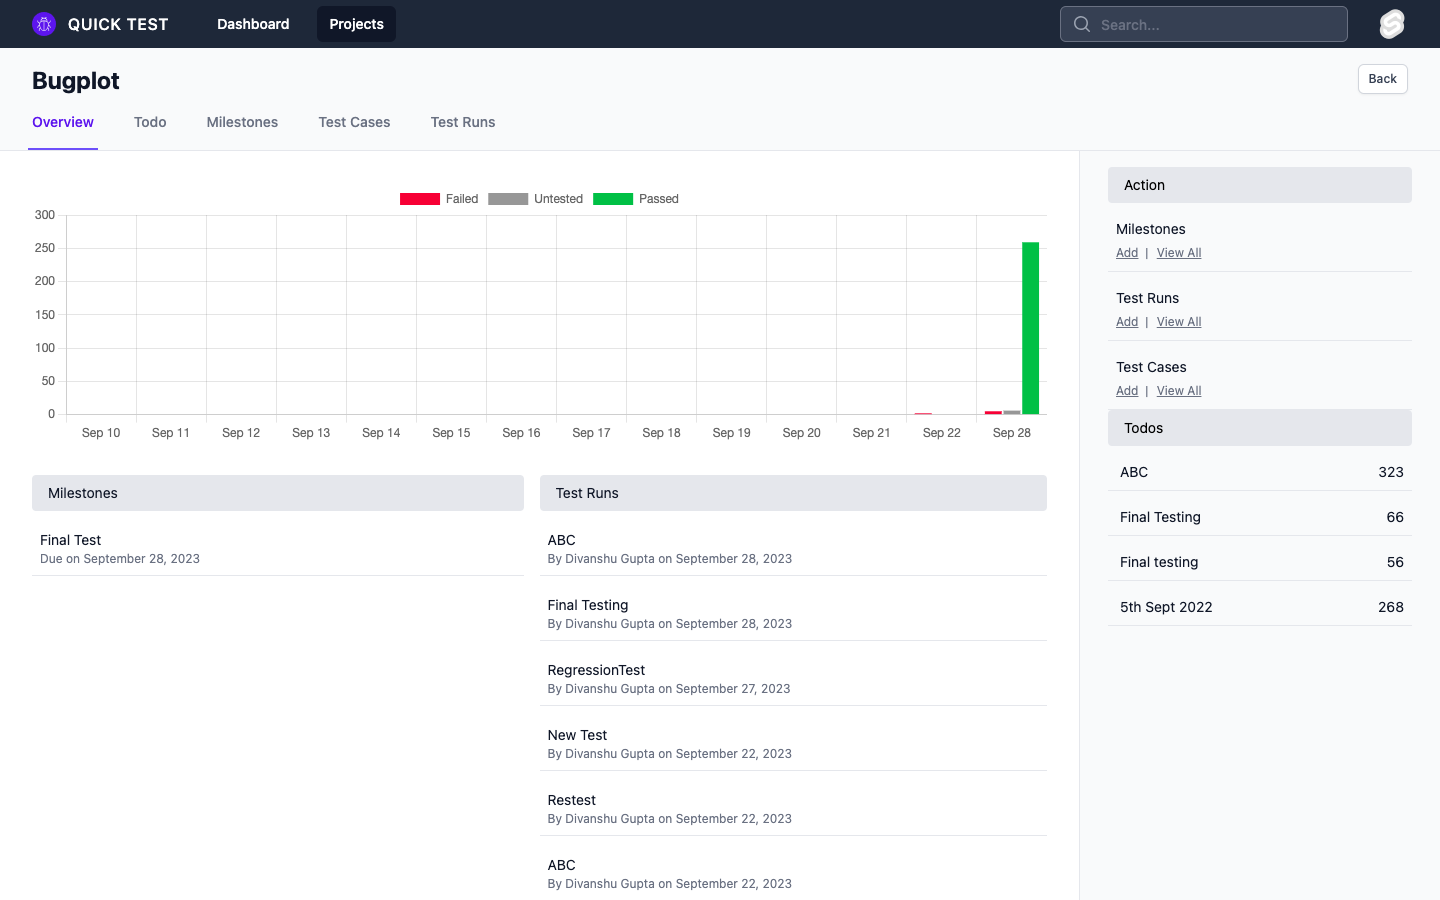 QUICK TEST
Dashboard
Projects
Search...
Bugplot
Back
Overview
Todo
Milestones
Test Cases
Test Runs
Failed
Untested
Passed
300
250
200
150
100
50
0
Sep 10
Sep 11
Sep 12
Sep 13
Sep 14
Sep 15
Sep 16
Sep 17
Sep 18
Sep 19
Sep 20
Sep 21
Sep 22
Sep 28
Milestones
Final Test
Due on September 28, 2023
Test Runs
ABC
By Divanshu Gupta on September 28, 2023
Final Testing
By Divanshu Gupta on September 28, 2023
RegressionTest
By Divanshu Gupta on September 27, 2023
New Test
By Divanshu Gupta on September 22, 2023
Restest
By Divanshu Gupta on September 22, 2023
ABC
By Divanshu Gupta on September 22, 2023
Action
Milestones
Add | View All
Test Runs
Add | View All
Test Cases
Add | View All
Todos
ABC 323
Final Testing 66
Final testing 56
5th Sept 2022 268